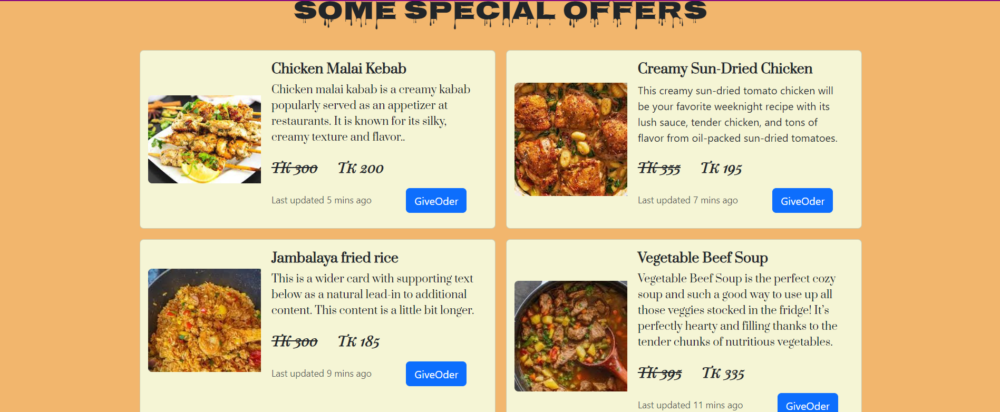 SOME SPECIAL OFFERS
Chicken Malai Kebab
Chicken malai kabab is a creamy kabab
popularly served as an appetizer at
restaurants. It is known for its silky,
creamy texture and flavor..
TK 300 TK 200
Last updated 5 mins ago GiveOder
Creamy Sun-Dried Chicken
This creamy sun-dried tomato chicken will
be your favorite weeknight recipe with its
lush sauce, tender chicken, and tons of
flavor from oil-packed sun-dried tomatoes.
TK 355 TK 195
Last updated 7 mins ago GiveOder
Jambalaya fried rice
This is a wider card with supporting text
below as a natural lead-in to additional
content. This content is a little bit longer.
TK 300 TK 185
Last updated 9 mins ago GiveOder
Vegetable Beef Soup
Vegetable Beef Soup is the perfect cozy
soup and such a good way to use up all
those veggies stocked in the fridge! It’s
perfectly hearty and filling thanks to the
tender chunks of nutritious vegetables.
TK 395 TK 335
Last updated 11 mins ago GiveOder